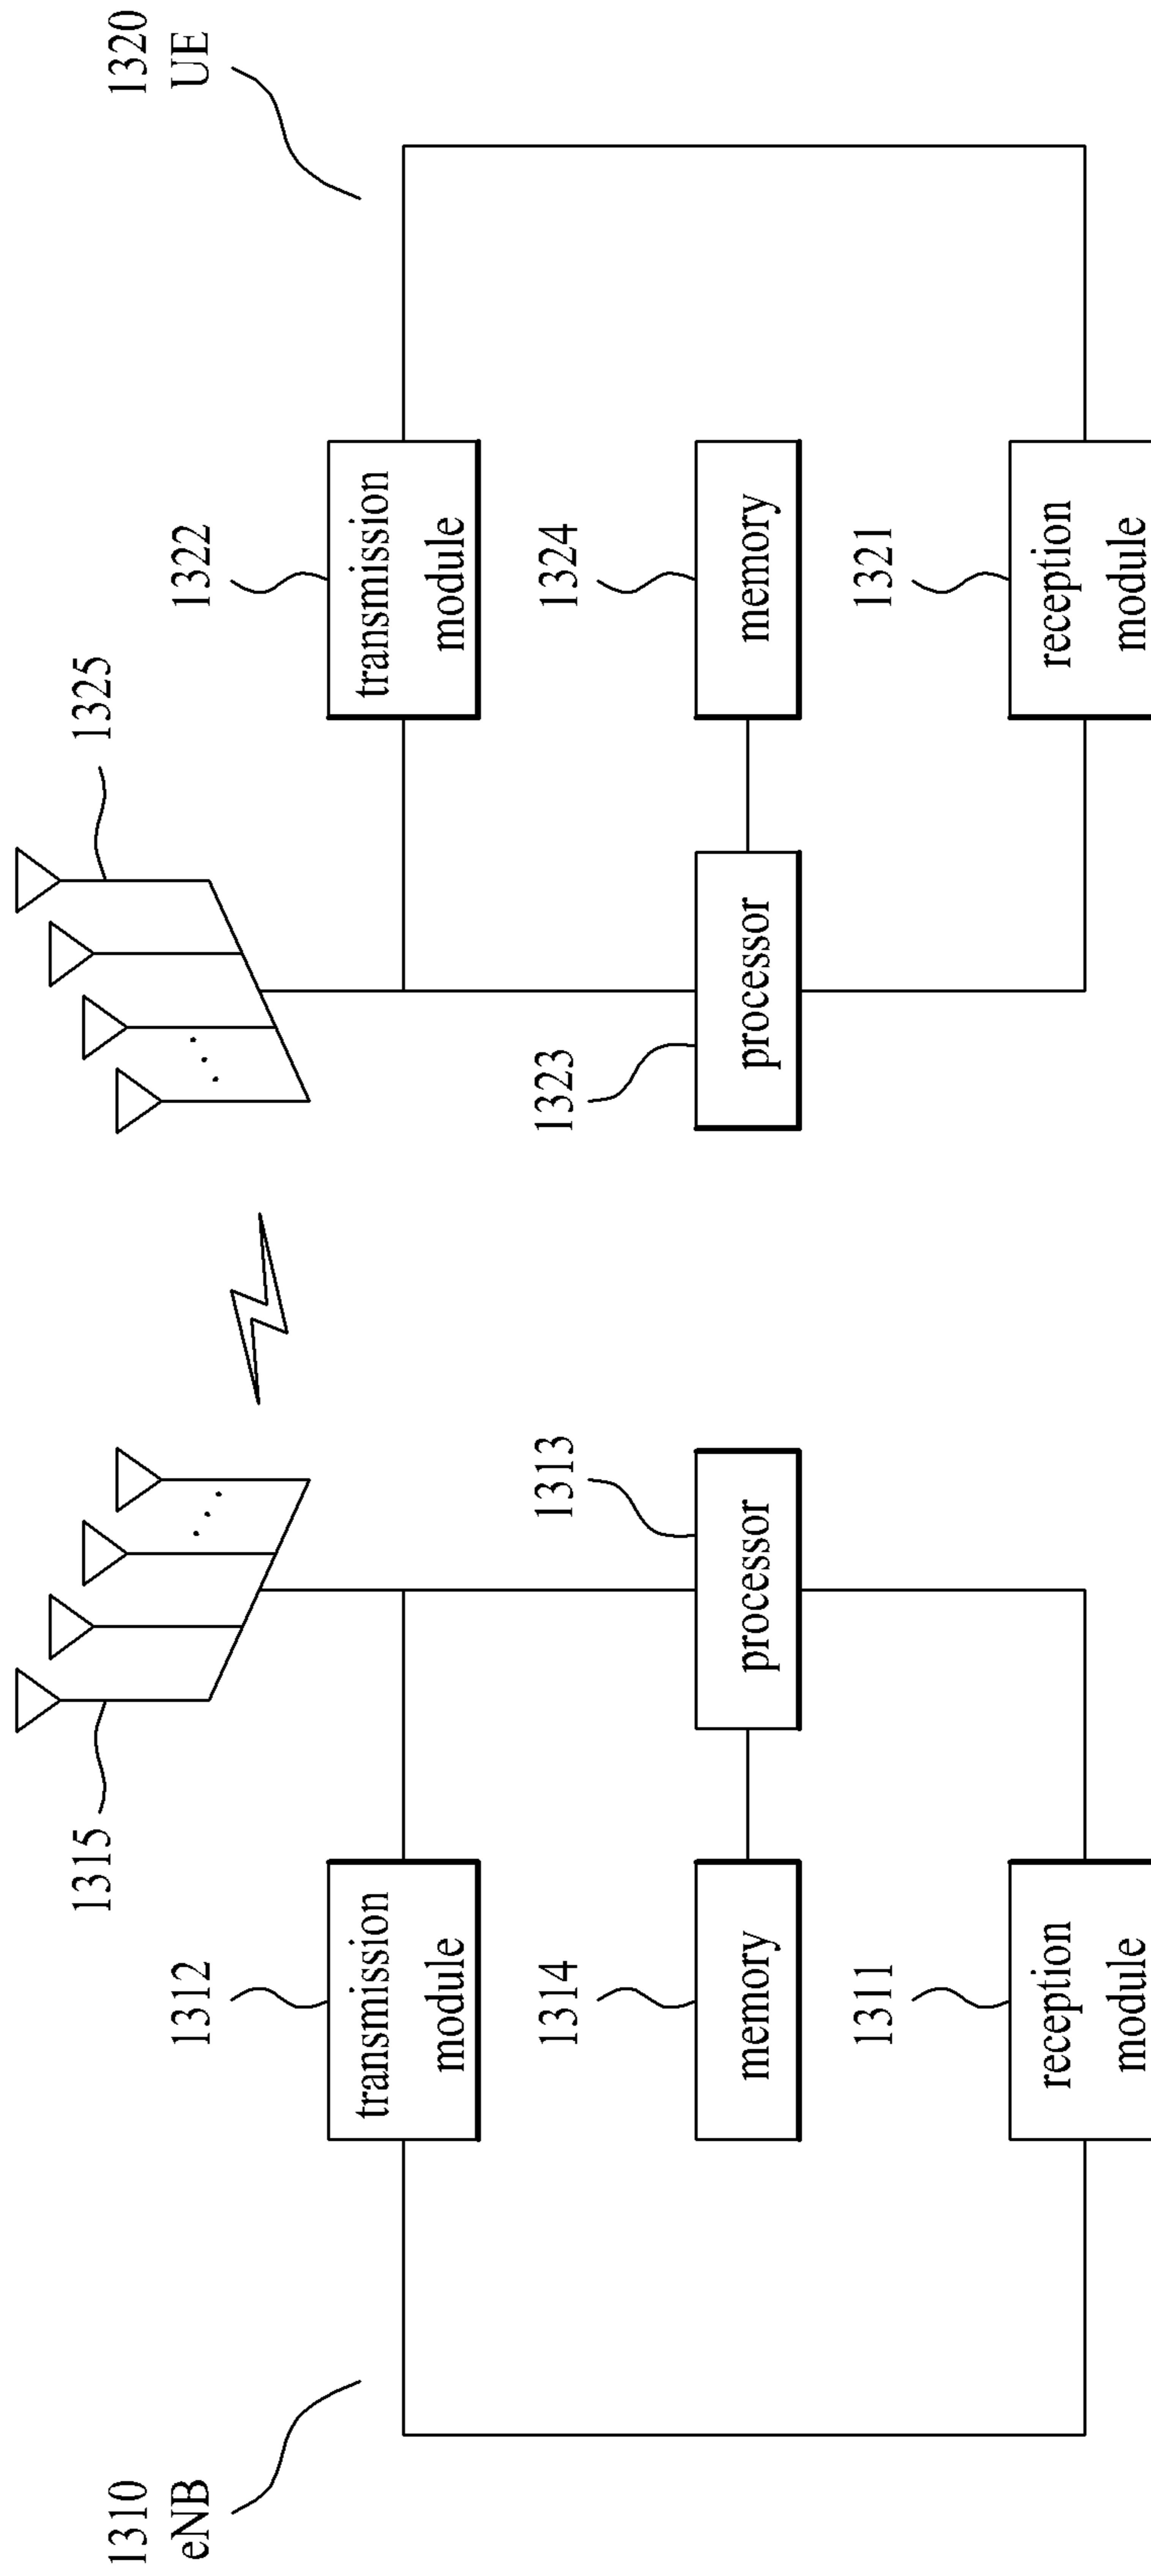 1310
eNB
1315
1312
transmission
module
1314
memory
1313
processor
1311
reception
module
1320
UE
1325
1322
transmission
module
1323
processor
1324
memory
1321
reception
module